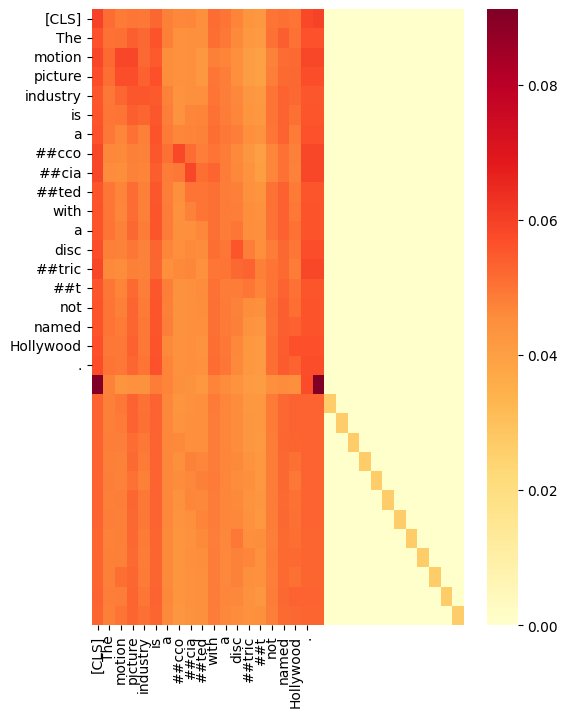 [CLS]
The
motion
picture
industry
is
a
##cco
##cia
##ted
with
a
disc
##tric
##t
not
named
Hollywood
.
0.08
0.06
0.04
0.02
0.00
[CLS]
The
motion
picture
industry
is
a
##cco
##cia
##ted
with
a
disc
##tric
##t
not
named
Hollywood
.